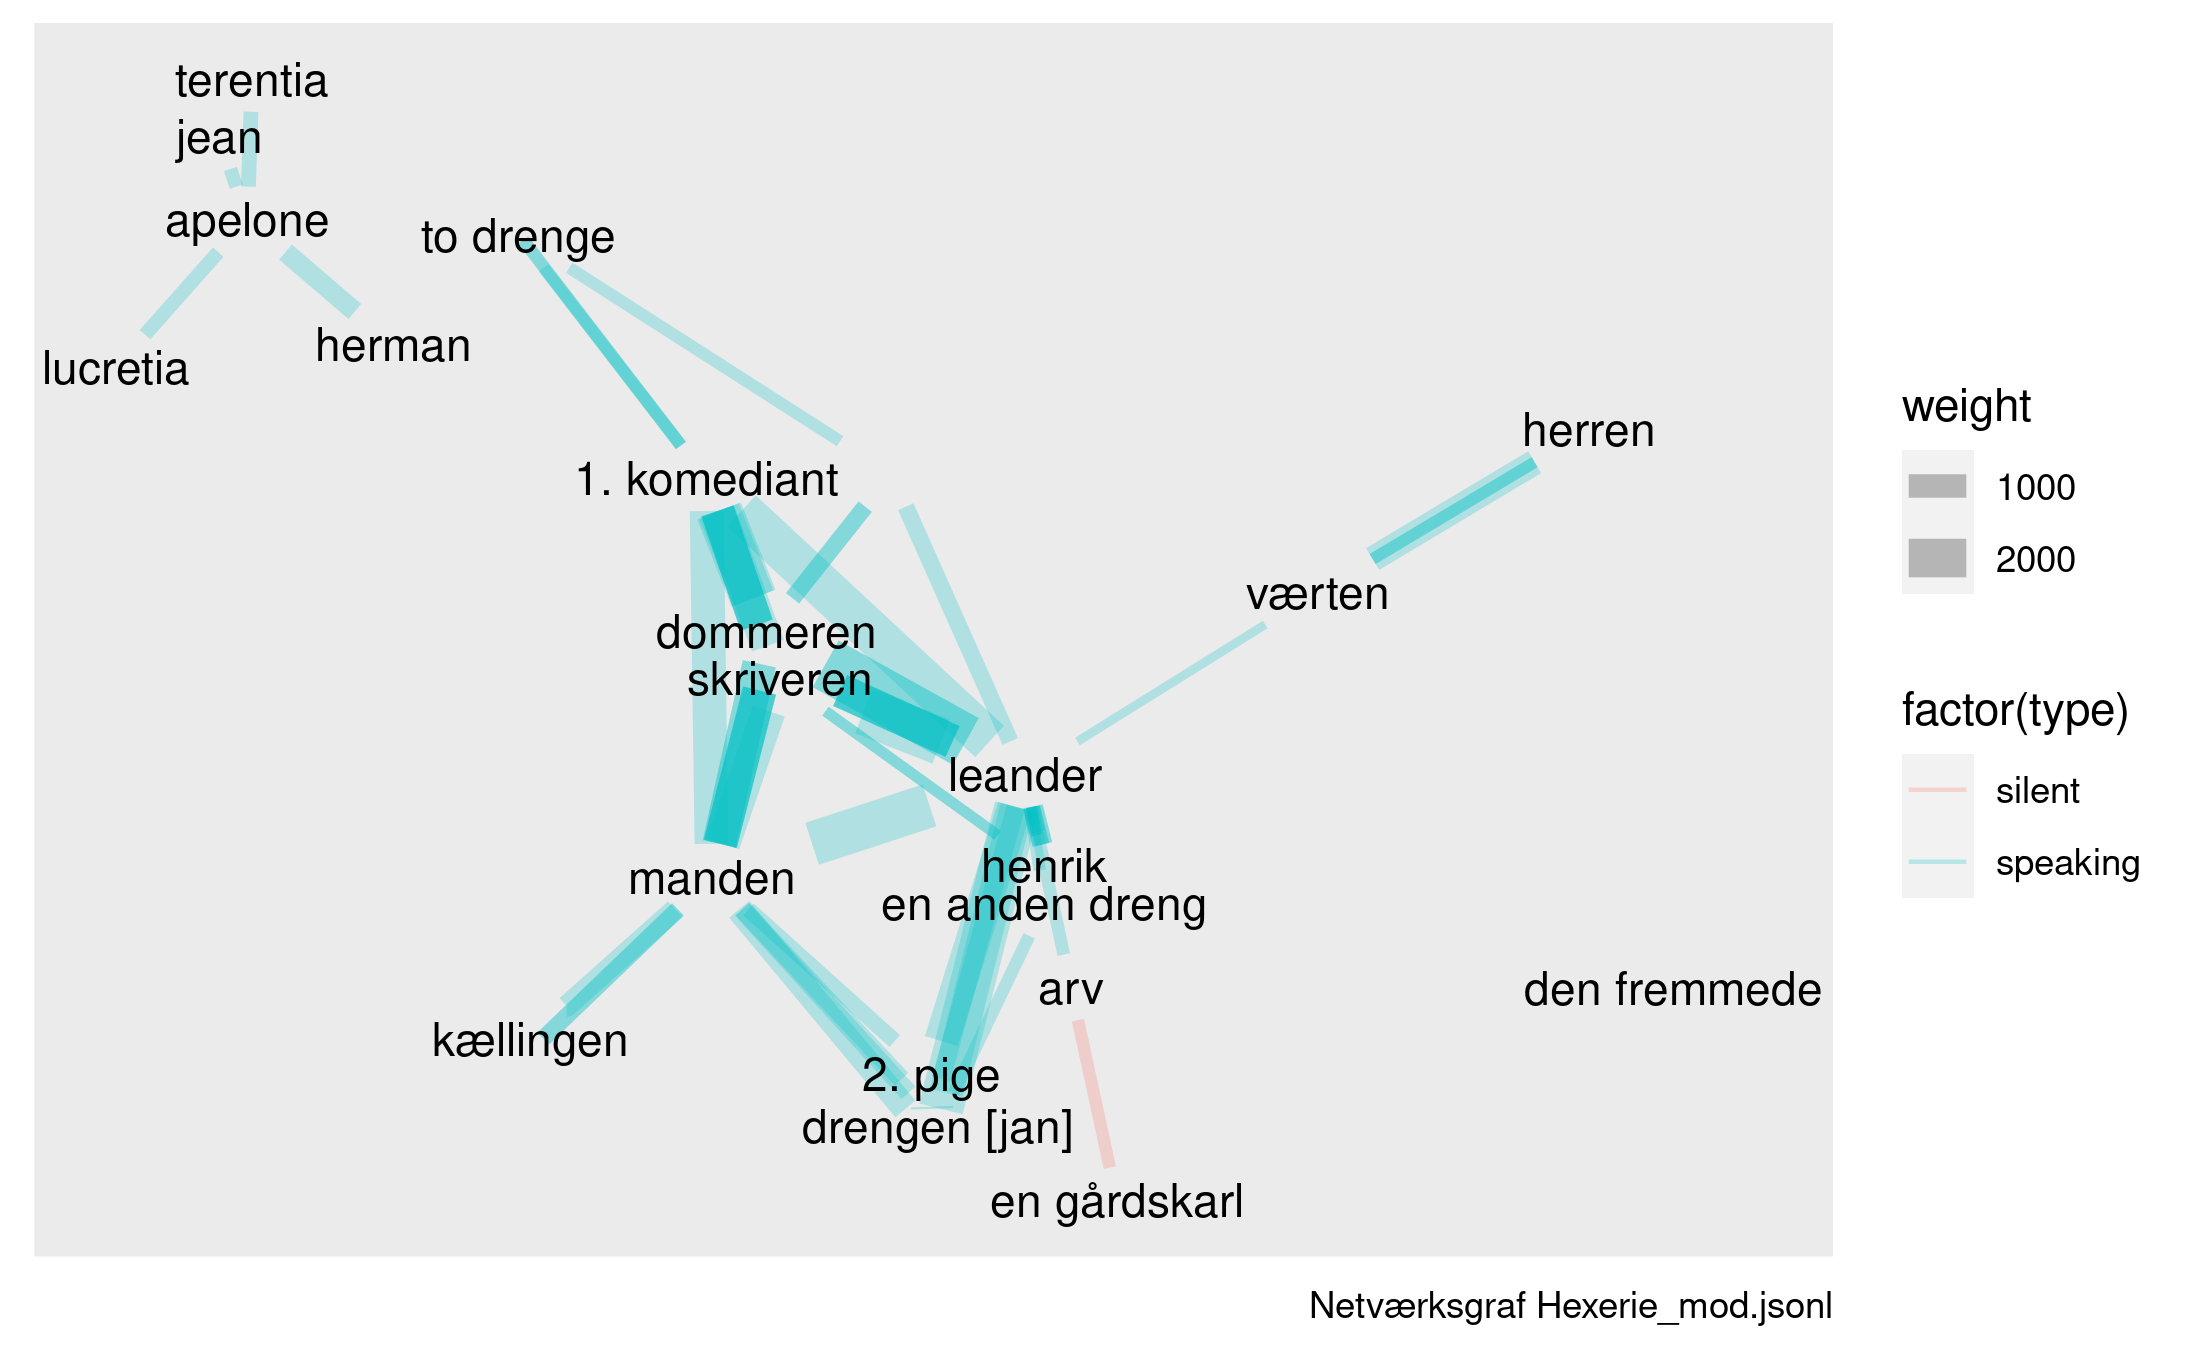 terentia
jean
apelone
to drenge
herman
lucretia
herren
1. komediant
værten
dommeren
skriveren
leander
henrik
manden
en anden dreng
arv
den fremmede
kællingen
2. pige
drengen [jan]
en gårdskarl
weight
1000
2000
factor(type)
silent
speaking
Netværksgraf Hexerie_mod.jsonl